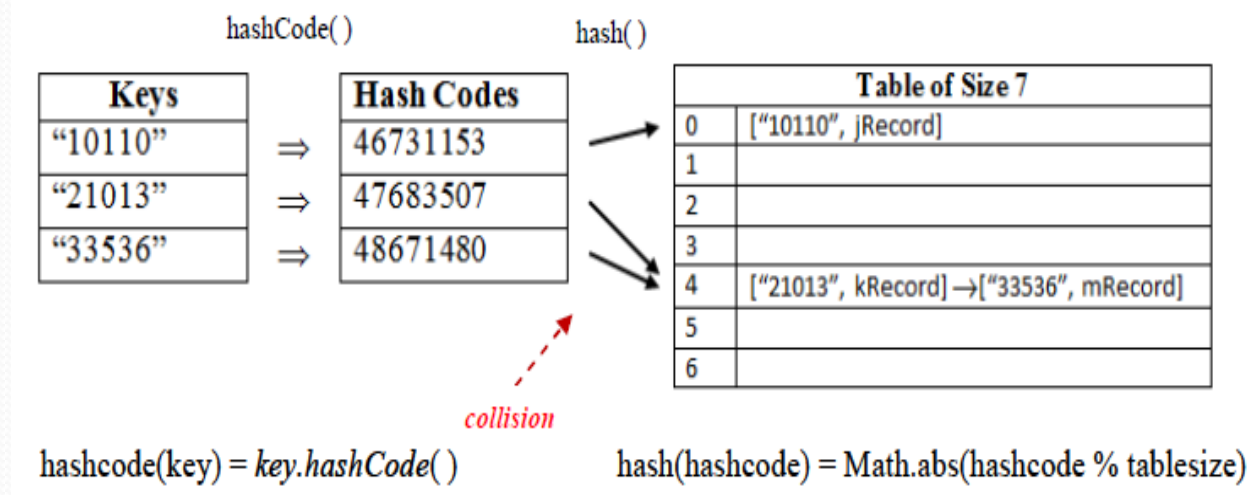 hashCode( )
hash( )
Keys
"10110"
"21013"
"33536"
⇒
⇒
⇒
Hash Codes
46731153
47683507
48671480
Table of Size 7
0 ["10110", jRecord]
1
2
3
4 ["21013", kRecord] →["33536", mRecord]
5
6
collision
hashcode(key) = key.hashCode( )
hash(hashcode) = Math.abs(hashcode % tablesize)